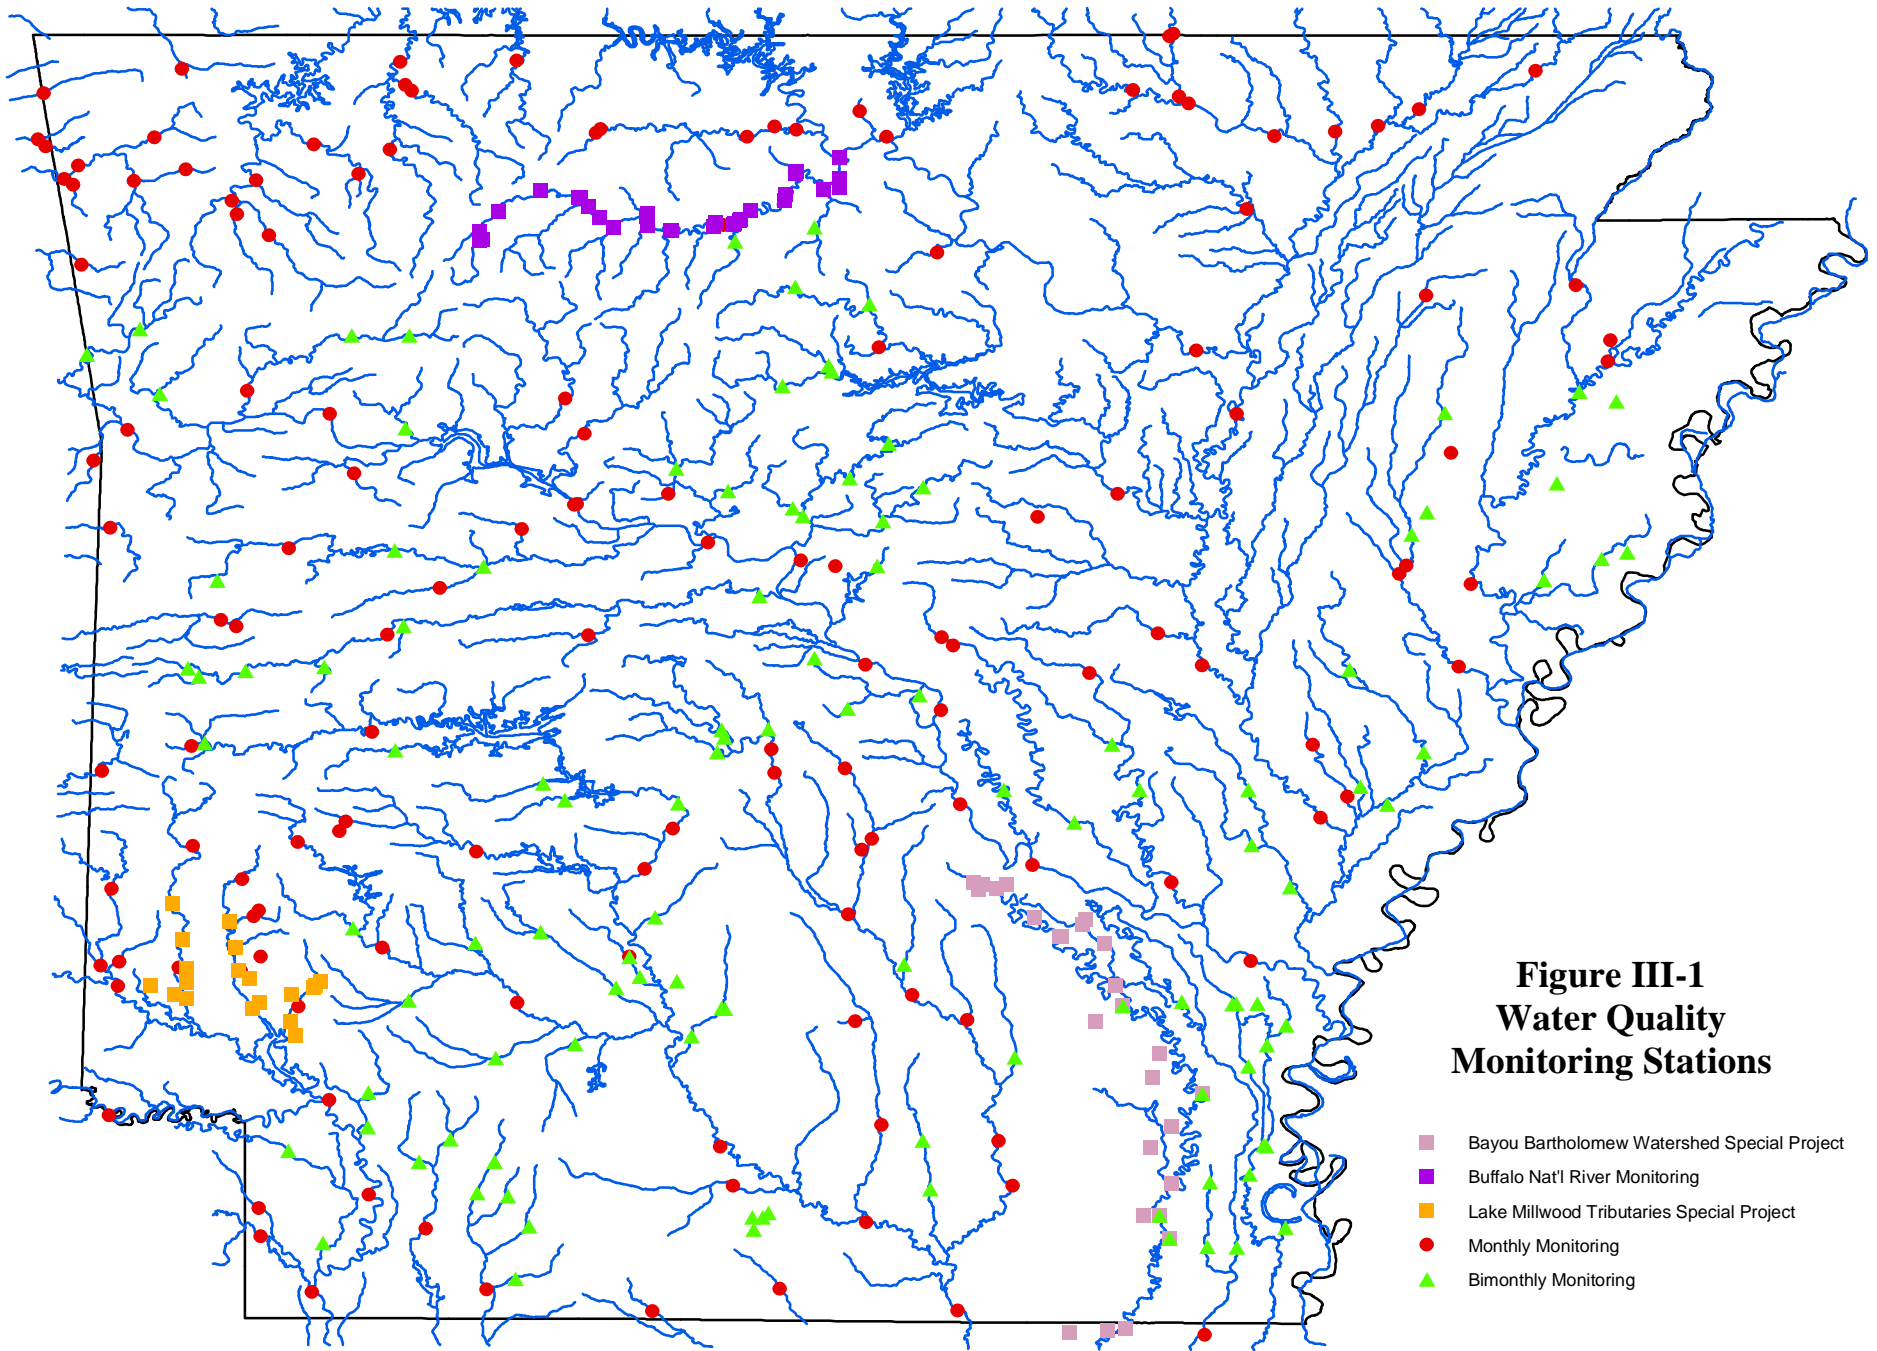 Figure III-1
Water Quality
Monitoring Stations
Bayou Bartholomew Watershed Special Project
Buffalo Nat'l River Monitoring
Lake Millwood Tributaries Special Project
Monthly Monitoring
Bimonthly Monitoring